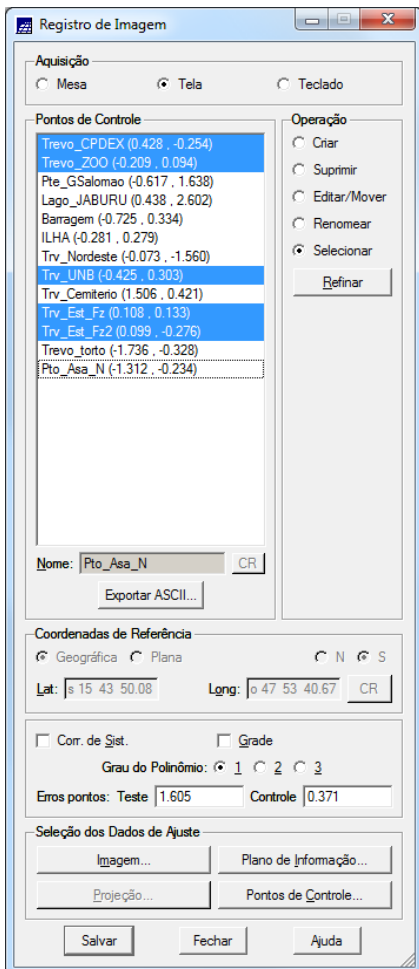 Registro de Imagem
Aquisição
Mesa Tela Teclado
Pontos de Controle
Trevo_CPDEX (0.428 , -0.254)
Trevo_ZOO (-0.209 , 0.094)
Pte_GSalomao (-0.617 , 1.638)
Lago_JABURU (0.438 , 2.602)
Barragem (-0.725 , 0.334)
ILHA (-0.281 , 0.279)
Trv_Nordeste (-0.073 , -1.560)
Trv_UNB (-0.425 , 0.303)
Trv_Cemiterio (1.506 , 0.421)
Trv_Est_Fz (0.108 , 0.133)
Trv_Est_Fz2 (0.099 , -0.276)
Trevo_torto (-1.736 , -0.328)
Pto_Asa_N (-1.312 , -0.234)
Nome: Pto_Asa_N CR
Exportar ASCII...
Operação
Criar
Suprimir
Editar/Mover
Renomear
Selecionar
Refinar
Coordenadas de Referência
Geográfica Plana N S
Lat: s 15 43 50.08 Long: o 47 53 40.67 CR
Corr. de Sist. Grade
Grau do Polinômio: 1 2 3
Erros pontos: Teste 1.605 Controle 0.371
Seleção dos Dados de Ajuste
Imagem... Plano de Informação...
Projeção... Pontos de Controle...
Salvar Fechar Ajuda